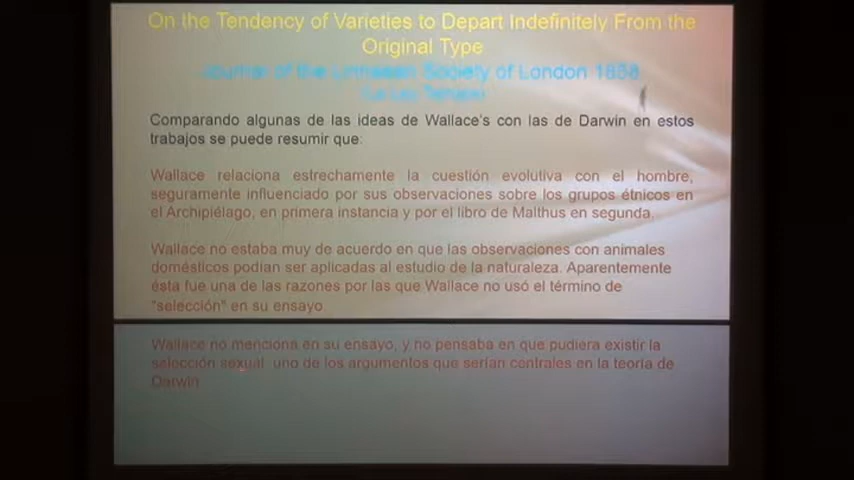 On the Tendency of Varieties to Depart Indefinitely From the
Original Type
Journal of the Linnean Society of London 1858
Comparando algunas de las ideas de Wallace's con las de Darwin en estos
trabajos se puede resumir que:
Wallace relaciona estrechamente la cuestión evolutiva con el hombre,
seguramente influenciado por sus observaciones sobre los grupos étnicos en
el Archipiélago, en primera instancia y por el libro de Malthus en segunda.
Wallace no estaba muy de acuerdo en que las observaciones con animales
domésticos podían ser aplicadas al estudio de la naturaleza. Aparentemente
ésta fue una de las razones por las que Wallace no usó el término de
"selección" en su ensayo.
Wallace no menciona en su ensayo, y no pensaba en que pudiera existir la
selección sexual, uno de los argumentos que serían centrales en la teoría de
Darwin